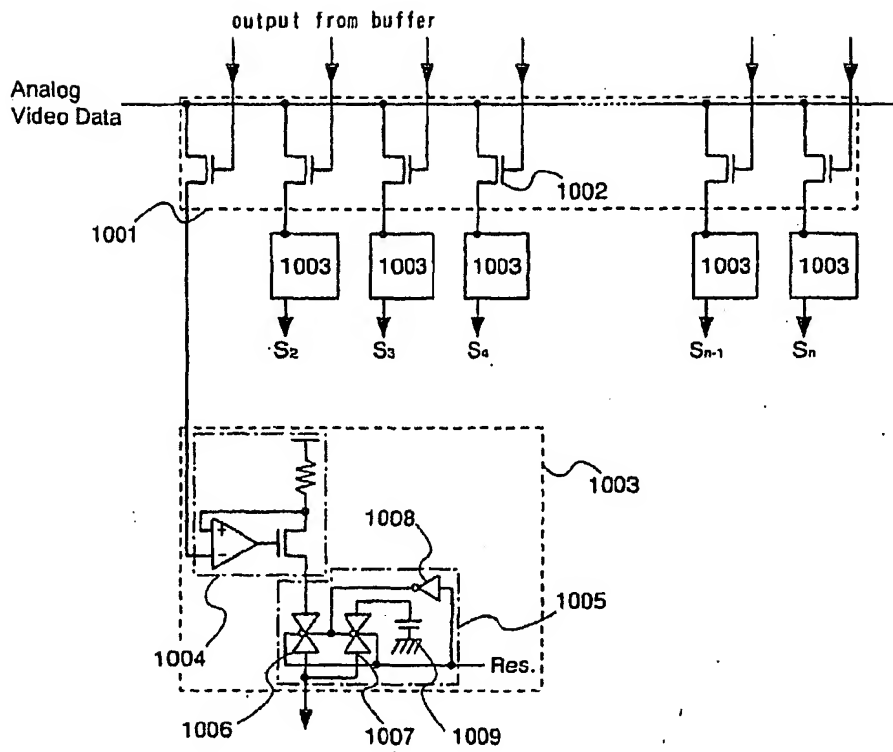 output from buffer
Analog
Video Data
1002
1001
1003 1003 1003 1003 1003
S2 S3 S4 Sn-1 Sn
1003
1008
+
−
1005
1004
Res.
1006 1007 1009